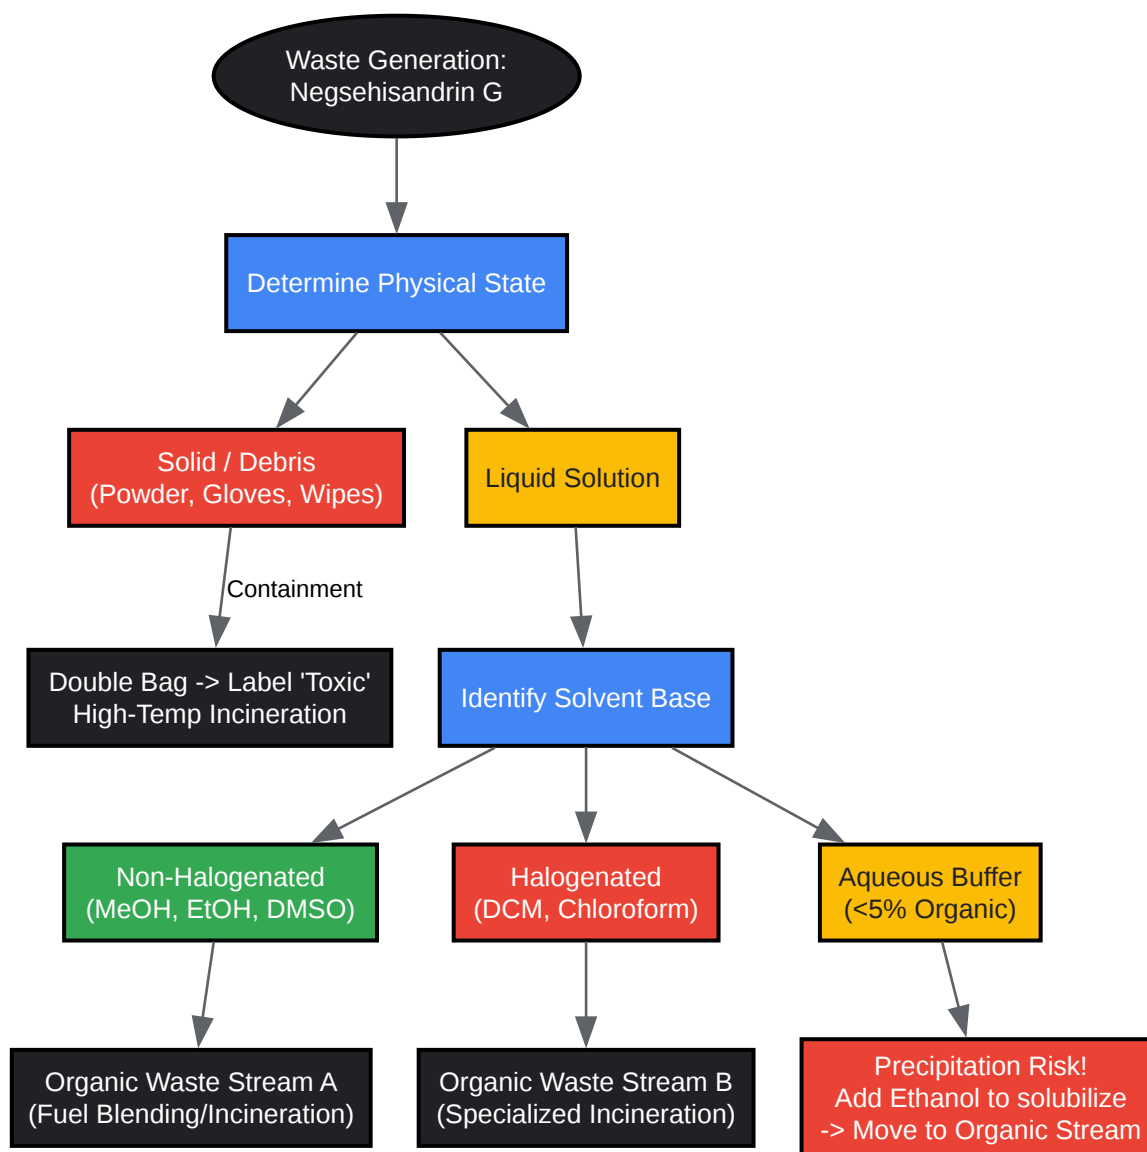 Waste Generation:
Negsehisandrin G
Determine Physical State
Solid / Debris
(Powder, Gloves, Wipes)
Liquid Solution
Containment
Double Bag -> Label 'Toxic'
High-Temp Incineration
Identify Solvent Base
Non-Halogenated
(MeOH, EtOH, DMSO)
Halogenated
(DCM, Chloroform)
Aqueous Buffer
(<5% Organic)
Organic Waste Stream A
(Fuel Blending/Incineration)
Organic Waste Stream B
(Specialized Incineration)
Precipitation Risk!
Add Ethanol to solubilize
-> Move to Organic Stream